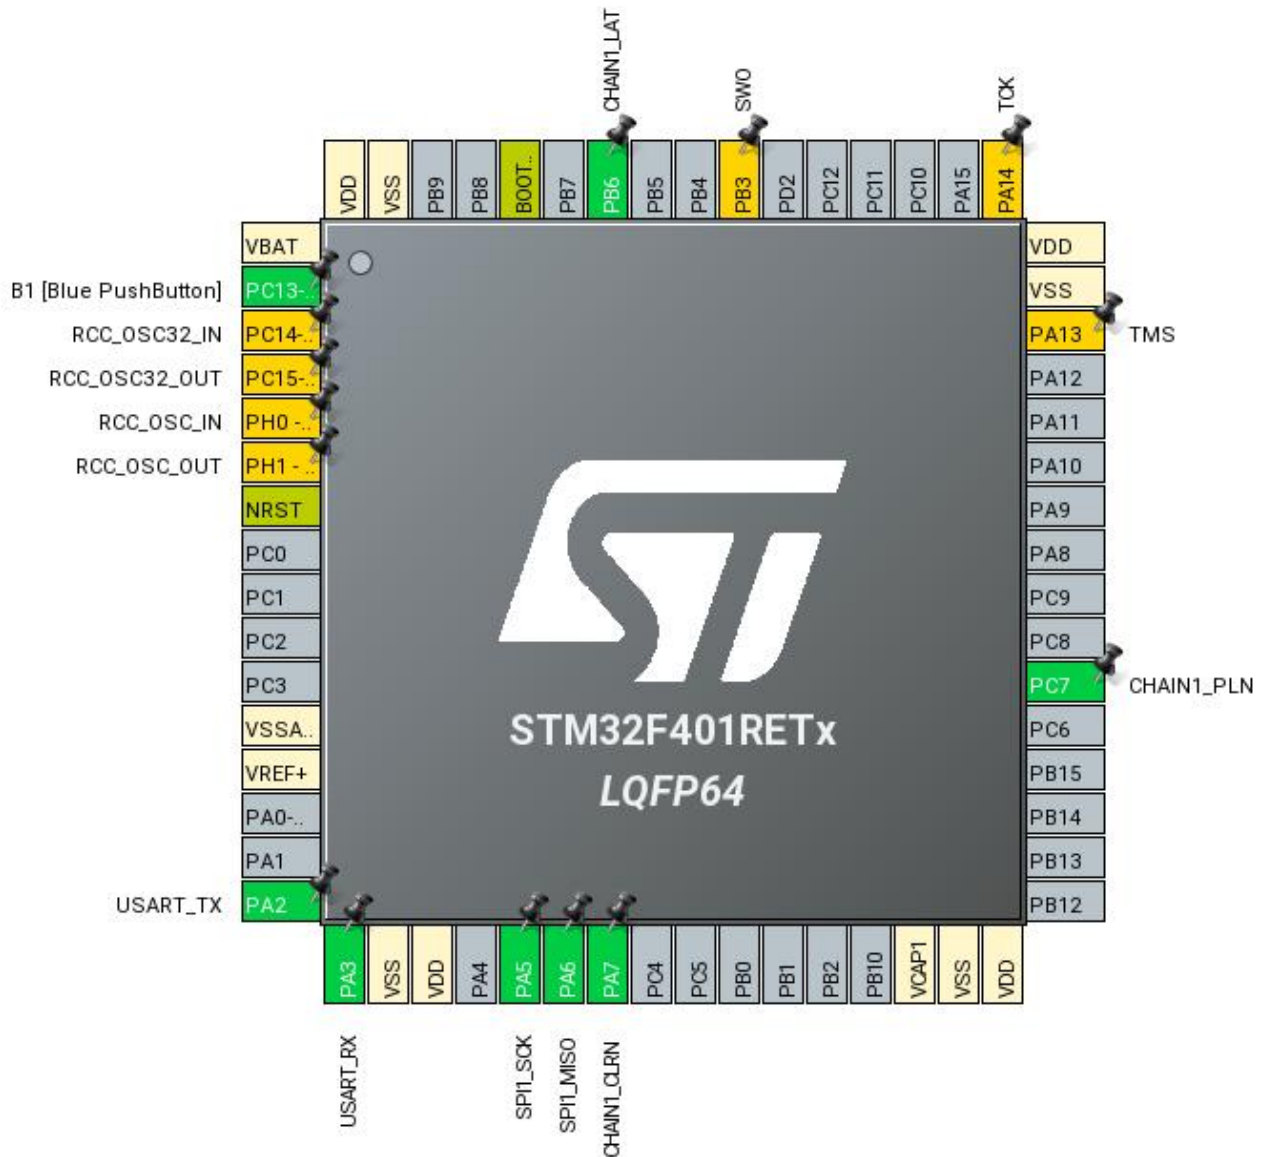 CHAIN1_LAT
SWO
TCK
VDD
VSS
PB9
PB8
BOOT..
PB7
PB6
PB5
PB4
PB3
PD2
PC12
PC11
PC10
PA15
PA14
VBAT
B1 [Blue PushButton] PC13-..
RCC_OSC32_IN PC14-..
RCC_OSC32_OUT PC15-..
RCC_OSC_IN PH0 -..
RCC_OSC_OUT PH1 - ..
NRST
PC0
PC1
PC2
PC3
VSSA..
VREF+
PA0-..
PA1
USART_TX PA2
VDD
VSS
PA13 TMS
PA12
PA11
PA10
PA9
PA8
PC9
PC8
PC7 CHAIN1_PLN
PC6
PB15
PB14
PB13
PB12
ST
STM32F401RETx
LQFP64
PA3
VSS
VDD
PA4
PA5
PA6
PA7
PC4
PC5
PB0
PB1
PB2
PB10
VCAP1
VSS
VDD
USART_RX
SPI1_SCK
SPI1_MISO
CHAIN1_CLRN